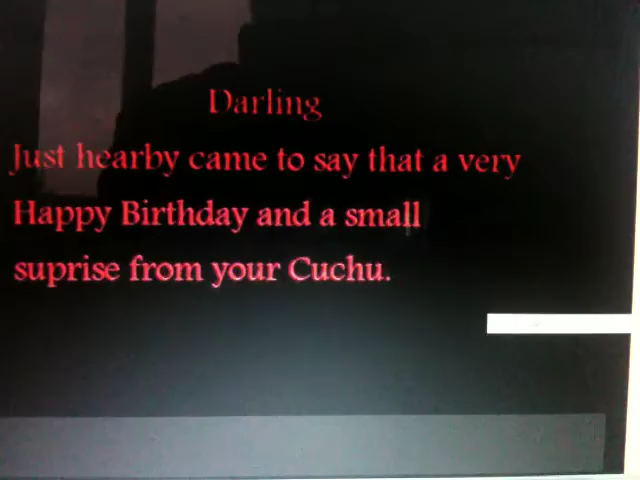 Darling
Just hearby came to say that a very
Happy Birthday and a small
suprise from your Cuchu.